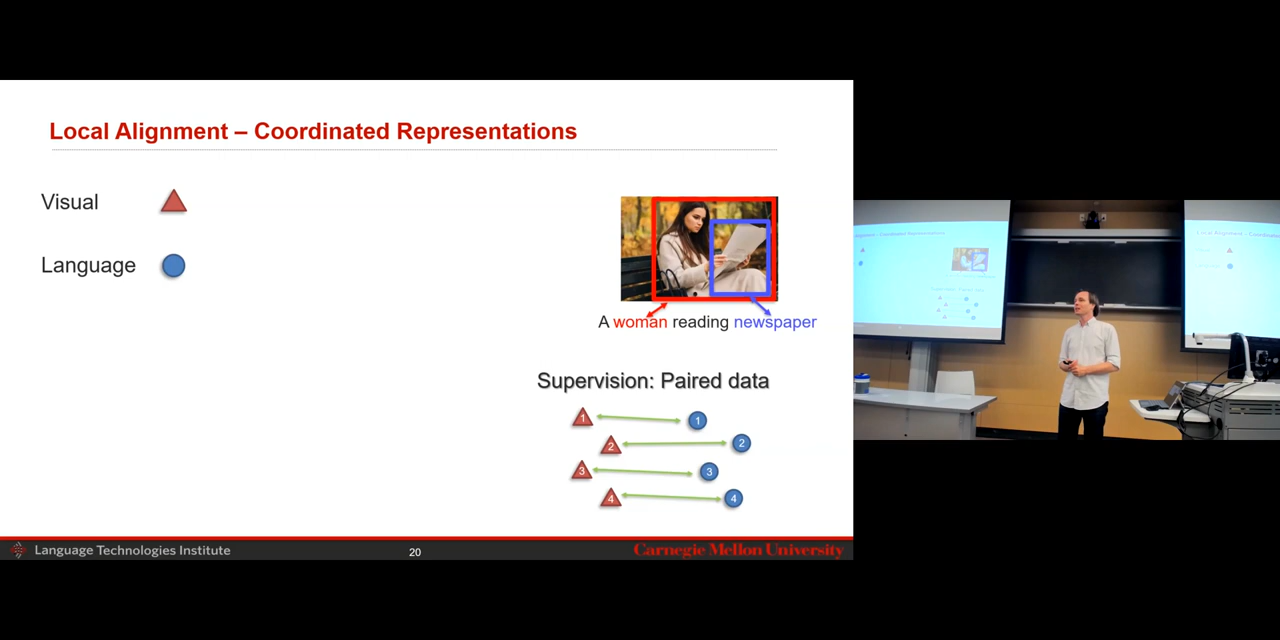 Local Alignment – Coordinated Representations
Visual
Language
A woman reading newspaper
Supervision: Paired data
1 1
2 2
3 3
4 4
Language Technologies Institute
20
Carnegie Mellon University